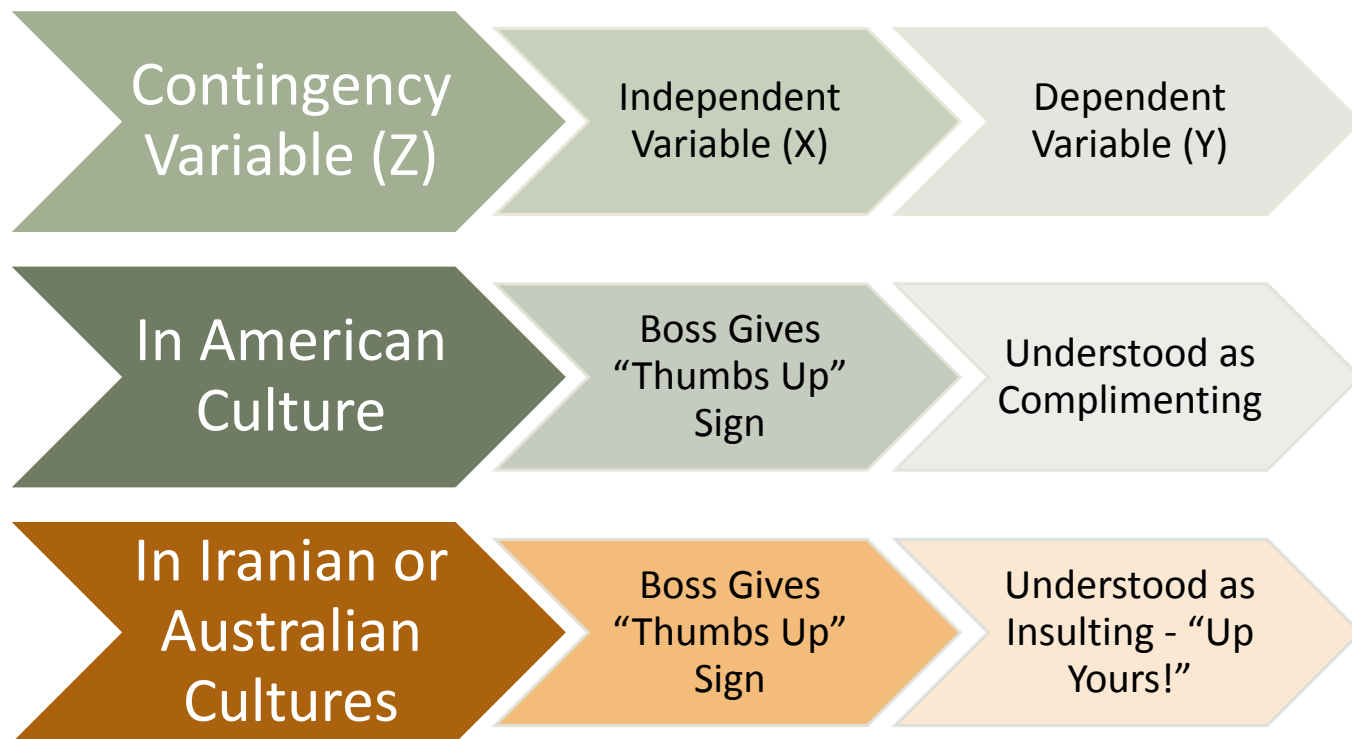 Contingency
Variable (Z)
Independent
Variable (X)
Dependent
Variable (Y)
In American
Culture
Boss Gives
“Thumbs Up”
Sign
Understood as
Complimenting
In Iranian or
Australian
Cultures
Boss Gives
“Thumbs Up”
Sign
Understood as
Insulting - “Up
Yours!”